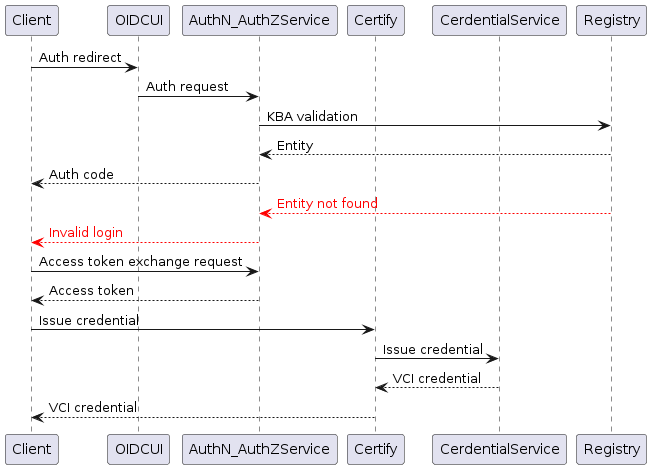 Client OIDCUI AuthN_AuthZService Certify CerdentialService Registry
Auth redirect
Auth request
KBA validation
Entity
Auth code
Entity not found
Invalid login
Access token exchange request
Access token
Issue credential
Issue credential
VCI credential
VCI credential
Client OIDCUI AuthN_AuthZService Certify CerdentialService Registry